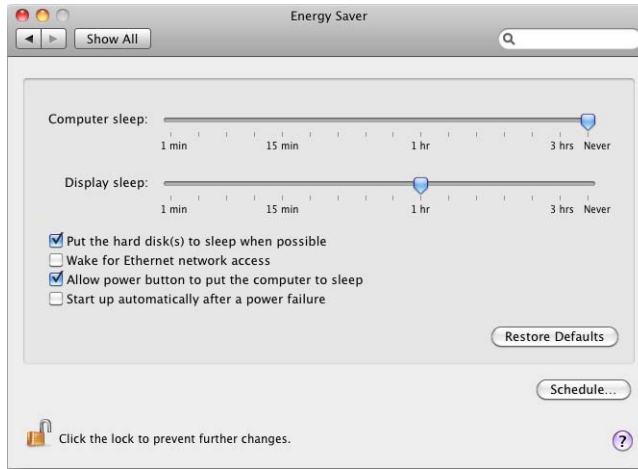 Energy Saver
Show All
Computer sleep:
1 min 15 min 1 hr 3 hrs Never
Display sleep:
1 min 15 min 1 hr 3 hrs Never
Put the hard disk(s) to sleep when possible
Wake for Ethernet network access
Allow power button to put the computer to sleep
Start up automatically after a power failure
Restore Defaults
Schedule...
Click the lock to prevent further changes.
?